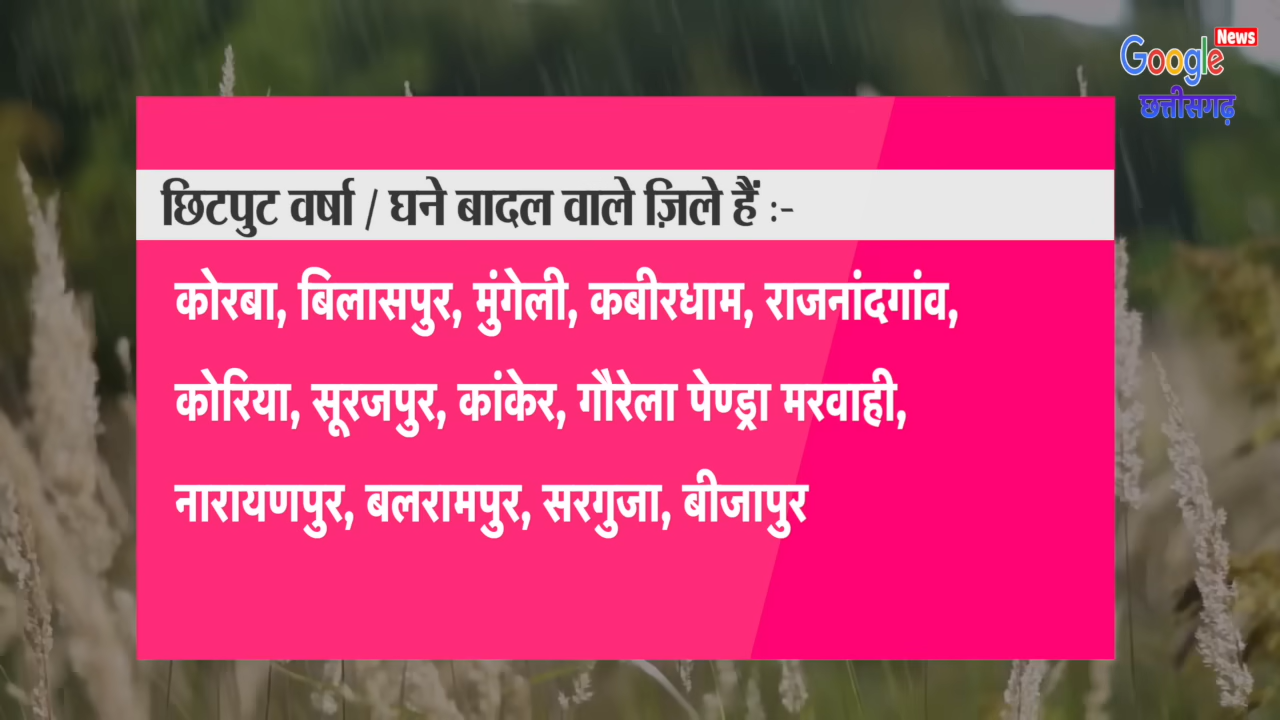 News
Google
छत्तीसगढ़
छिटपुट वर्षा / घने बादल वाले ज़िले हैं :-
कोरबा, बिलासपुर, मुंगेली, कबीरधाम, राजनांदगांव,
कोरिया, सूरजपुर, कांकेर, गौरेला पेण्ड्रा मरवाही,
नारायणपुर, बलरामपुर, सरगुजा, बीजापुर